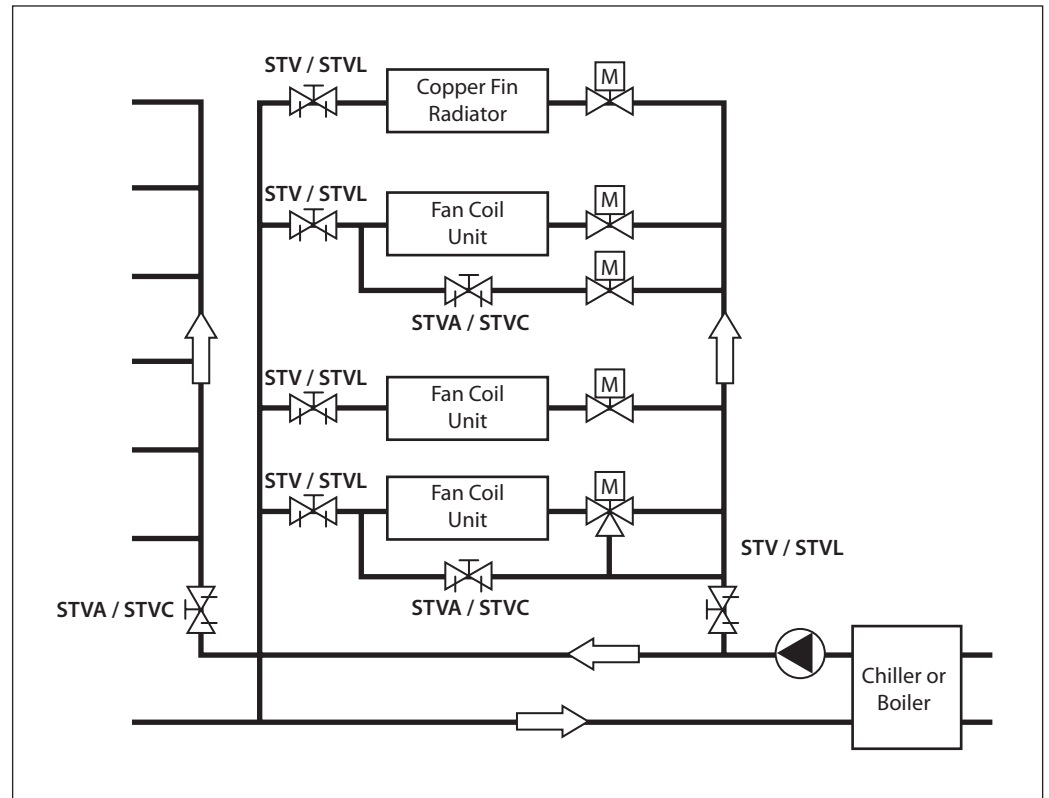 STV / STVL
M
Copper Fin
Radiator
STV / STVL
M
Fan Coil
Unit
M
STVA / STVC
STV / STVL
M
Fan Coil
Unit
STV / STVL
M
Fan Coil
Unit
STV / STVL
STVA / STVC
STVA / STVC
Chiller or
Boiler